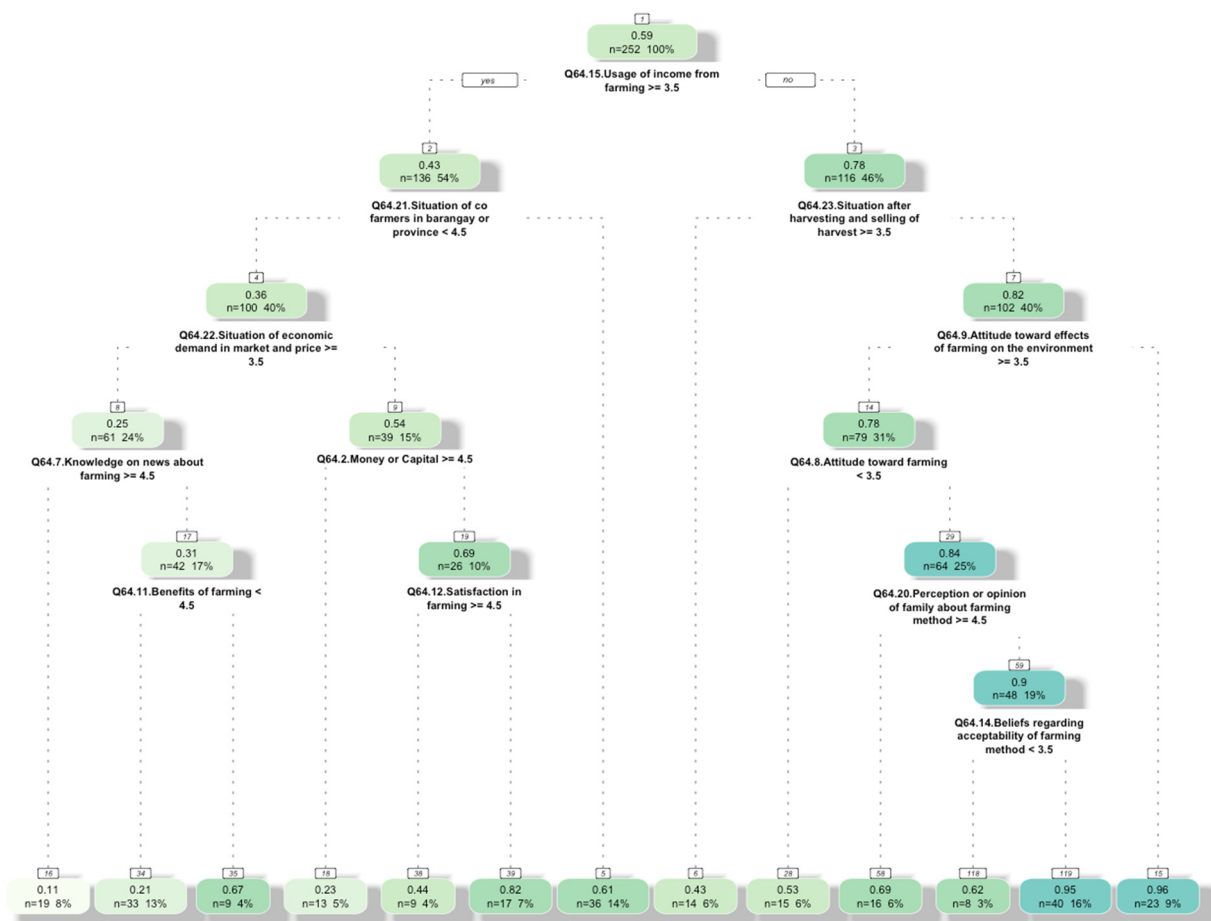 1
0.59
n=252 100%
Q64.15.Usage of income from
farming >= 3.5
yes
no
2
0.43
n=136 54%
3
0.78
n=116 46%
Q64.21.Situation of co
farmers in barangay or
province < 4.5
Q64.23.Situation after
harvesting and selling of
harvest >= 3.5
4
0.36
n=100 40%
7
0.82
n=102 40%
Q64.22.Situation of economic
demand in market and price >=
3.5
Q64.9.Attitude toward effects
of farming on the environment
>= 3.5
8
0.25
n=61 24%
9
0.54
n=39 15%
14
0.78
n=79 31%
Q64.7.Knowledge on news about
farming >= 4.5
Q64.2.Money or Capital >= 4.5
Q64.8.Attitude toward farming
< 3.5
17
0.31
n=42 17%
19
0.69
n=26 10%
29
0.84
n=64 25%
Q64.11.Benefits of farming <
4.5
Q64.12.Satisfaction in
farming >= 4.5
Q64.20.Perception or opinion
of family about farming
method >= 4.5
59
0.9
n=48 19%
Q64.14.Beliefs regarding
acceptability of farming
method < 3.5
16
0.11
n=19 8%
34
0.21
n=33 13%
35
0.67
n=9 4%
18
0.23
n=13 5%
38
0.44
n=9 4%
39
0.82
n=17 7%
5
0.61
n=36 14%
6
0.43
n=14 6%
28
0.53
n=15 6%
58
0.69
n=16 6%
118
0.62
n=8 3%
119
0.95
n=40 16%
15
0.96
n=23 9%